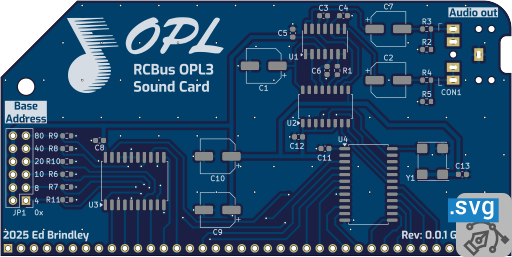 OPL
RCBus OPL3
Sound Card
Audio out
C3
C4
C7
R3
C5
U1
R2
C6
R1
C2
R4
C1
CON1
R5
Base
Address
U2
C12
U4
80
R9
C8
40
R8
C11
20
R10
10
R6
C10
Y1
C13
8
R7
4
R11
U3
JP1
0x
C9
.svg
2025 Ed Brindley
Rev: 0.0.1